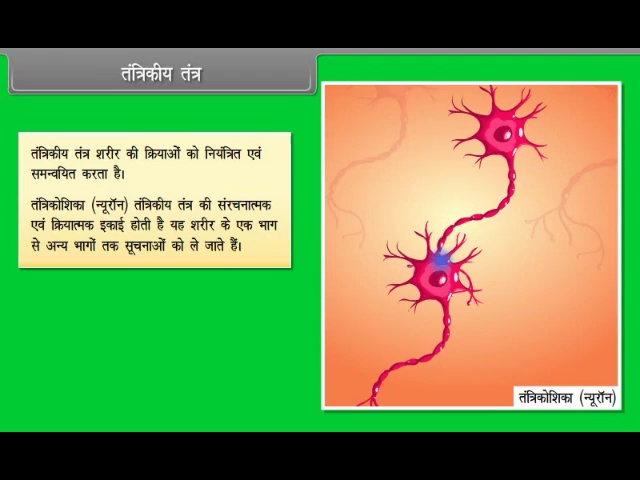 तंत्रिकीय तंत्र
तंत्रिकीय तंत्र शरीर की क्रियाओं को नियंत्रित एवं
समन्वयित करता है।
तंत्रिकोशिका (न्यूरॉन) तंत्रिकीय तंत्र की संरचनात्मक
एवं क्रियात्मक इकाई होती है यह शरीर के एक भाग
से अन्य भागों तक सूचनाओं को ले जाते हैं।
तंत्रिकोशिका (न्यूरॉन)